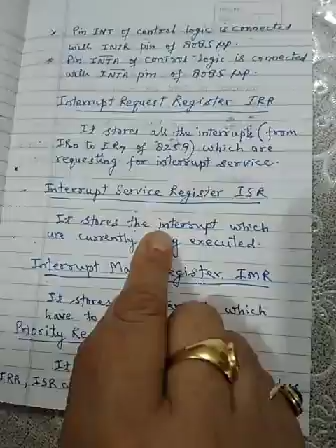 * Pin INT of control logic is connected
with INTR pin of 8085 μp.
* Pin INTA of control logic is connected
with INTA pin of 8085 μp.
Interrupt Request Register IRR
It stores all the interrupts (from
IR0 to IR7 of 8259) which are
requesting for interrupt service.
Interrupt Service Register ISR
It stores the interrupt which
are currently executed.
Interrupt Register IMR
It stores which
have to
Priority Re
It
IRR, ISR